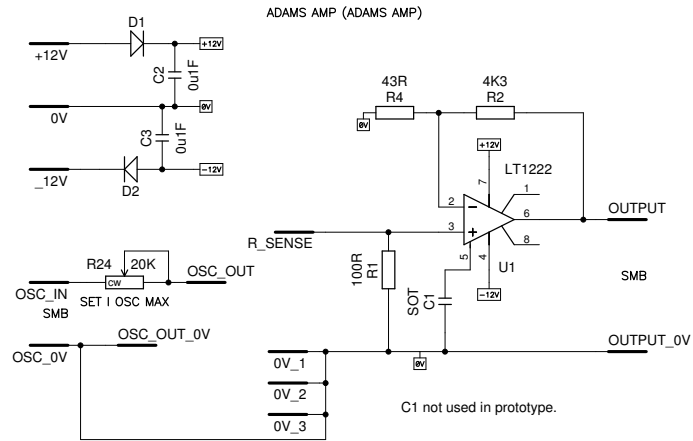 ADAMS AMP (ADAMS AMP)
D1
+12V
+12V
C2
0u1F
0V
0V
C3
0u1F
_12V
-12V
D2
43R
R4
4K3
R2
0V
+12V
LT1222
7
1
2
6
OUTPUT
3
8
R_SENSE
5
4
U1
100R
R1
SOT
C1
-12V
SMB
R24
20K
OSC_OUT
CW
OSC_IN
SET I OSC MAX
SMB
OSC_OUT_0V
OSC_0V
OUTPUT_0V
0V_1
0V
0V_2
0V_3
C1 not used in prototype.